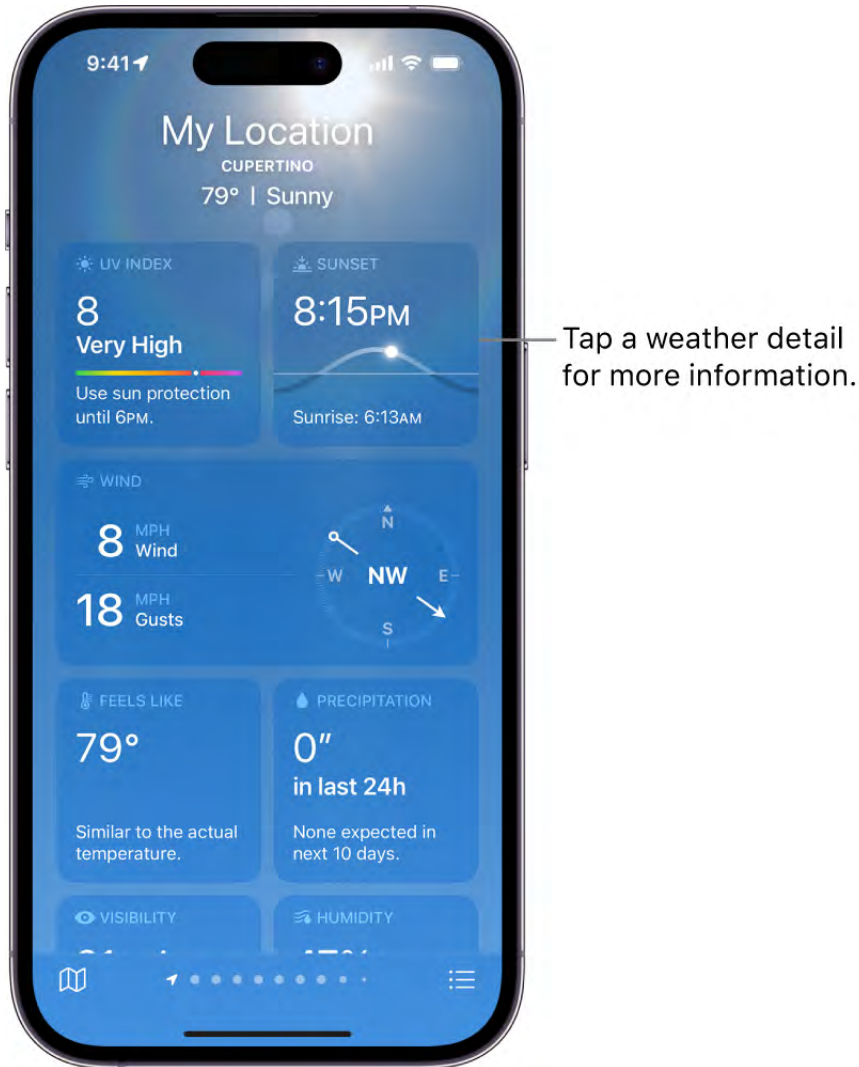 9:41
My Location
CUPERTINO
79° | Sunny
UV INDEX
8
Very High
Use sun protection
until 6PM.
SUNSET
8:15PM
Sunrise: 6:13AM
Tap a weather detail
for more information.
WIND
8 MPH
Wind
18 MPH
Gusts
N
W NW E
S
FEELS LIKE
79°
Similar to the actual
temperature.
PRECIPITATION
0”
in last 24h
None expected in
next 10 days.
VISIBILITY
HUMIDITY